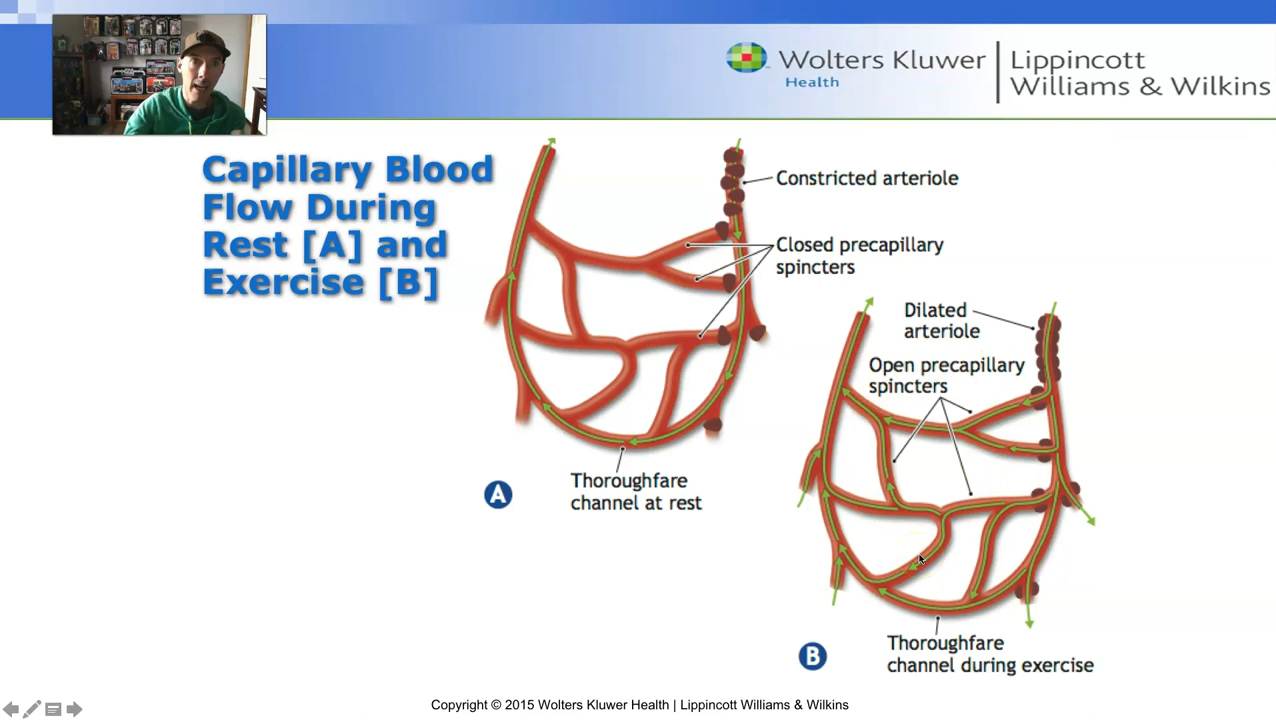 Wolters Kluwer
Health
Lippincott
Williams & Wilkins
Capillary Blood
Flow During
Rest [A] and
Exercise [B]
Constricted arteriole
Closed precapillary
spincters
Thoroughfare
channel at rest
A
Dilated
arteriole
Open precapillary
spincters
Thoroughfare
channel during exercise
B
Copyright © 2015 Wolters Kluwer Health | Lippincott Williams & Wilkins